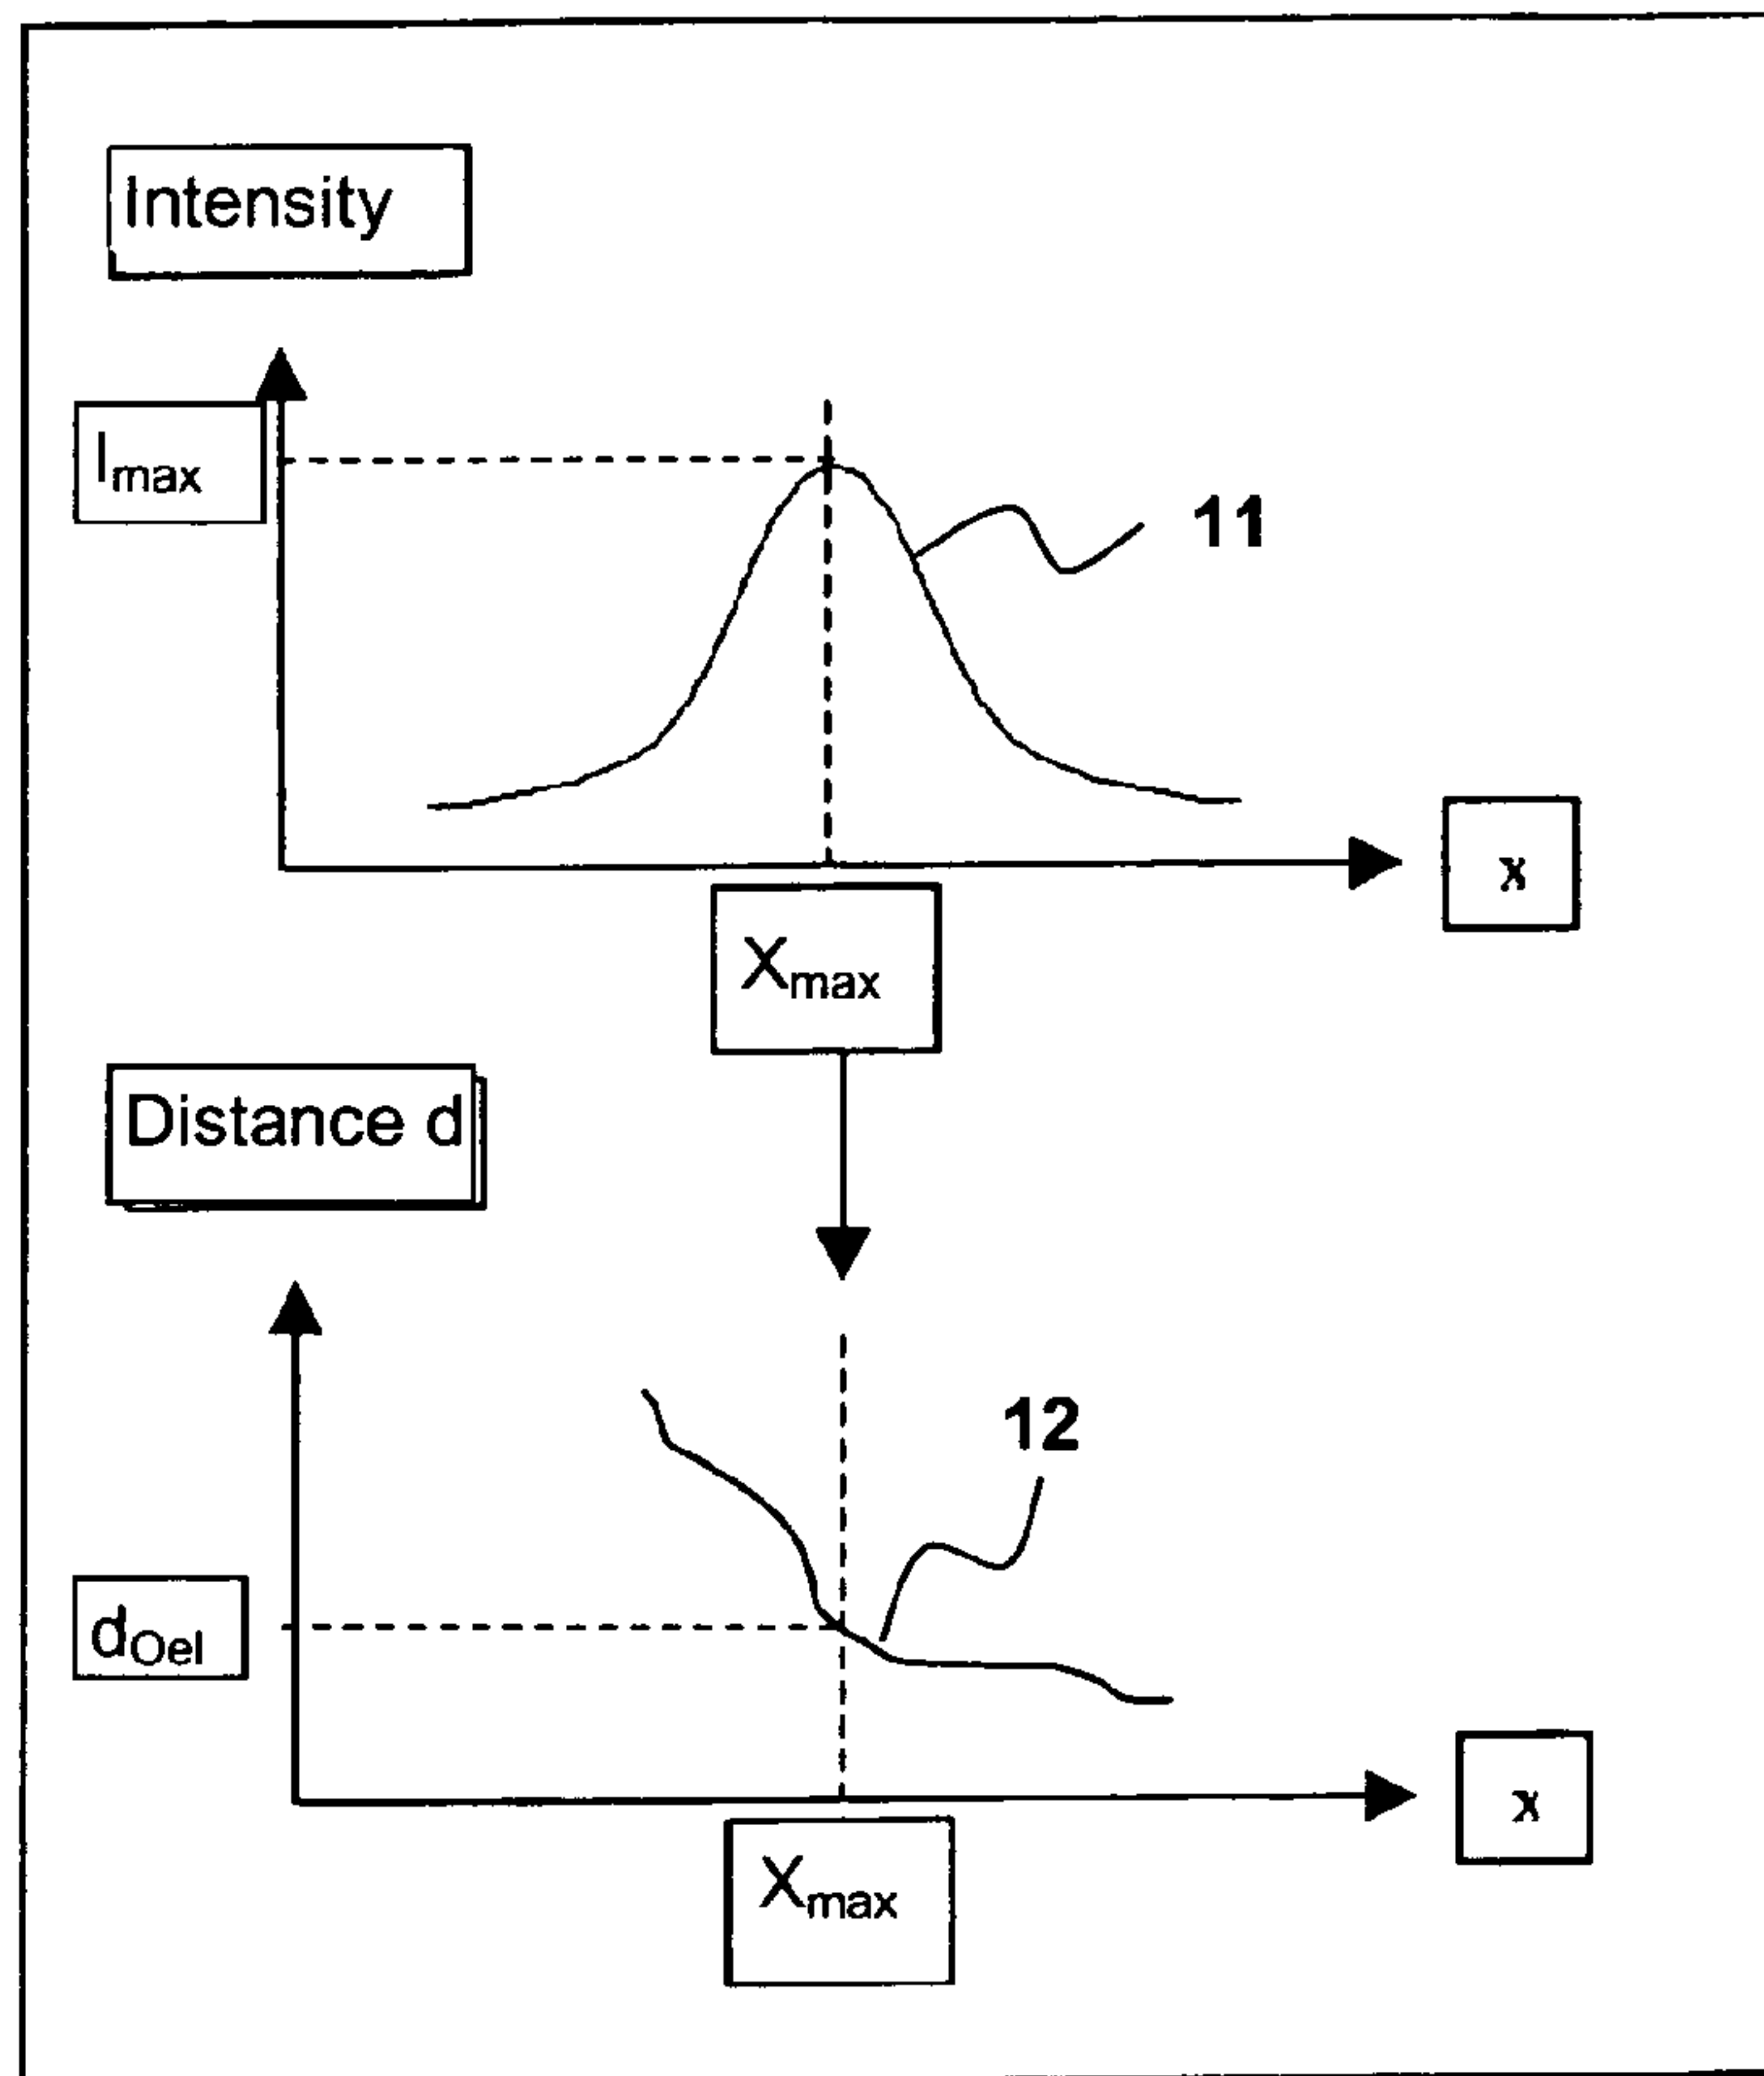 Intensity
Imax
11
x
Xmax
Distance d
12
dOel
x
Xmax